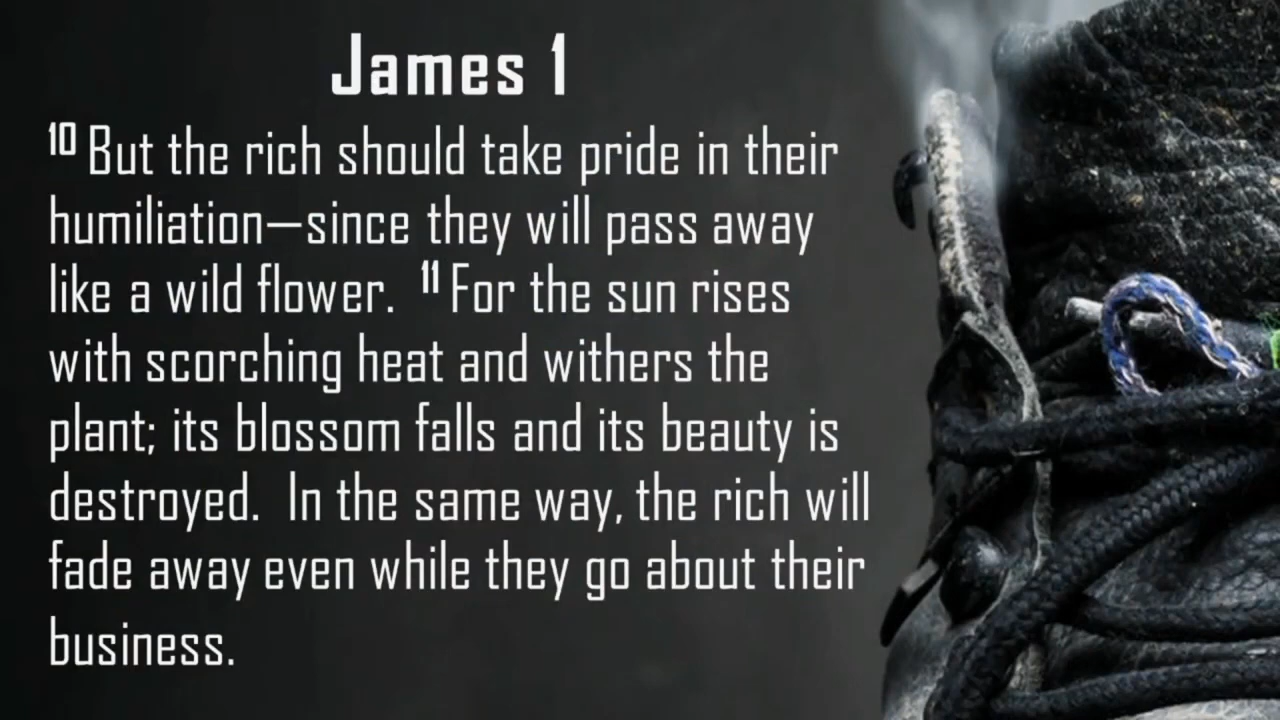 James 1
10 But the rich should take pride in their
humiliation—since they will pass away
like a wild flower. 11 For the sun rises
with scorching heat and withers the
plant; its blossom falls and its beauty is
destroyed. In the same way, the rich will
fade away even while they go about their
business.